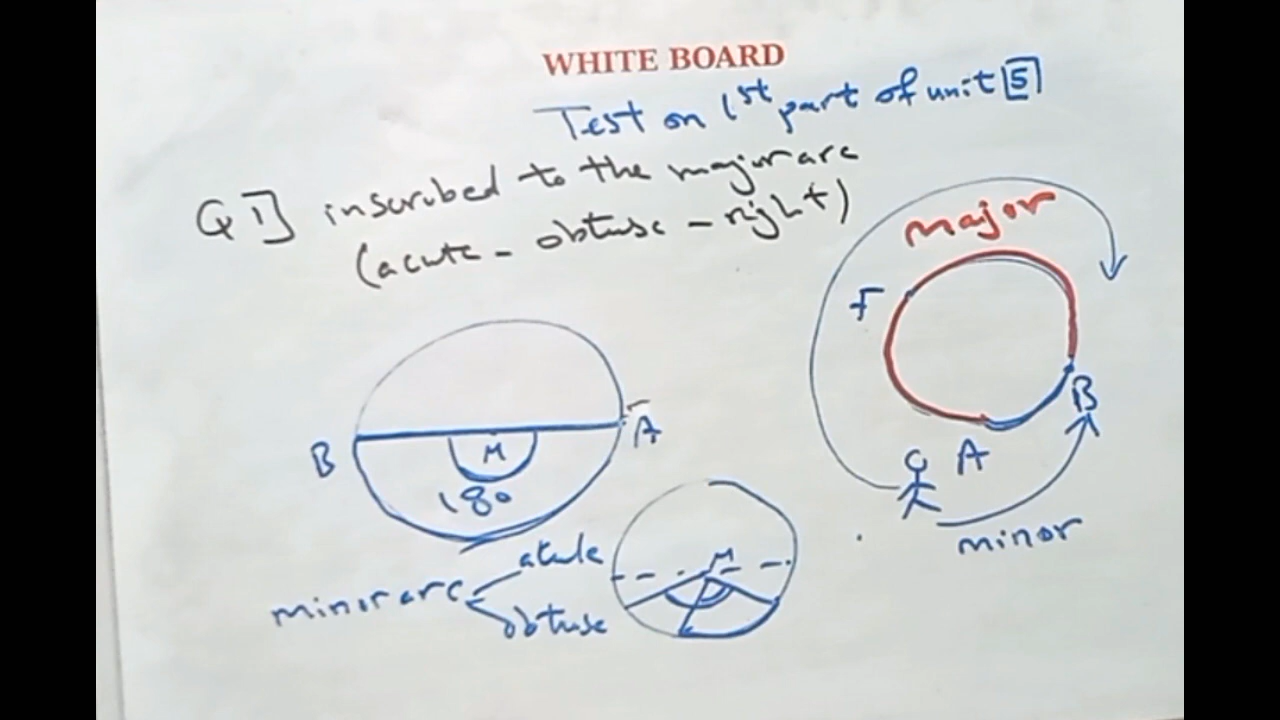 WHITE BOARD
Test on 1st part of unit 5
Q1] inscribed to the major arc
(acute - obtuse - right)
major
F
B
A
minor
B
M
A
180
minor arc
acute
obtuse
M